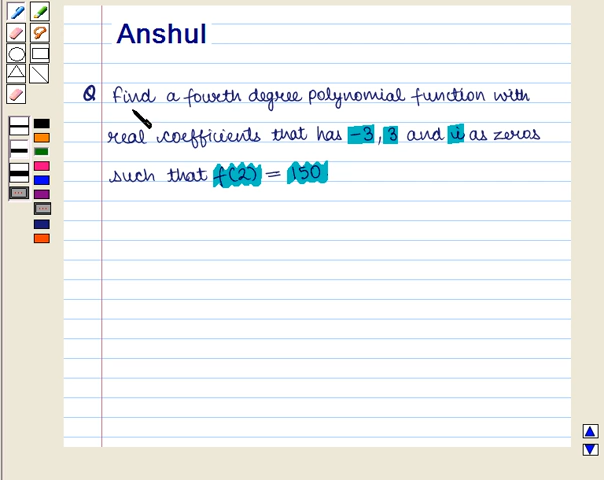 Anshul
Q Find a fourth degree polynomial function with
real coefficients that has -3, 3 and i as zeros
such that f(2) = 150